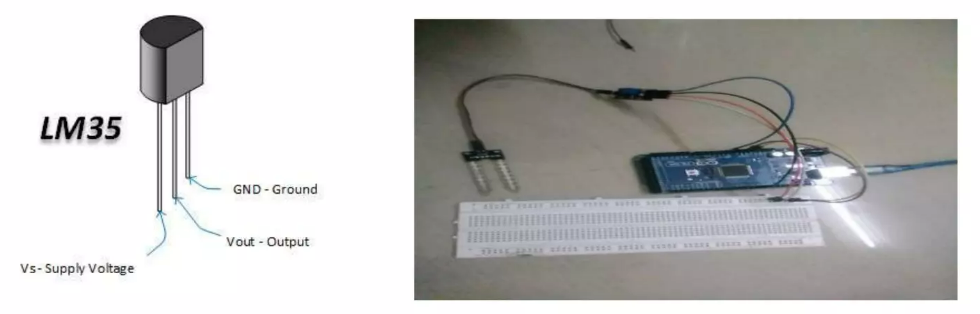 LM35
GND - Ground
Vout - Output
Vs- Supply Voltage